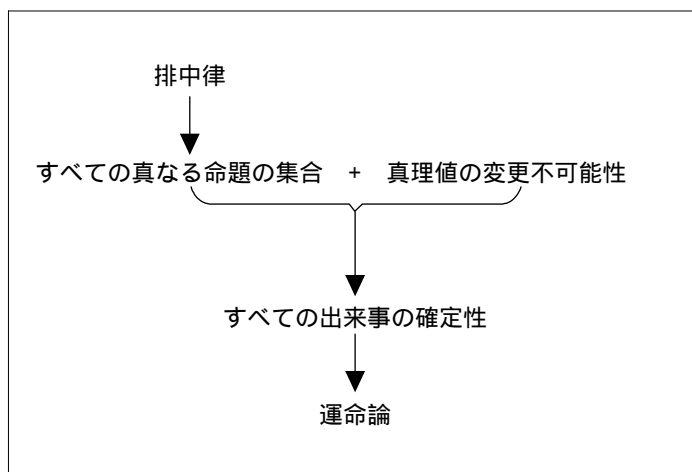 排中律
すべての真なる命題の集合 + 真理値の変更不可能性
すべての出来事の確定性
運命論